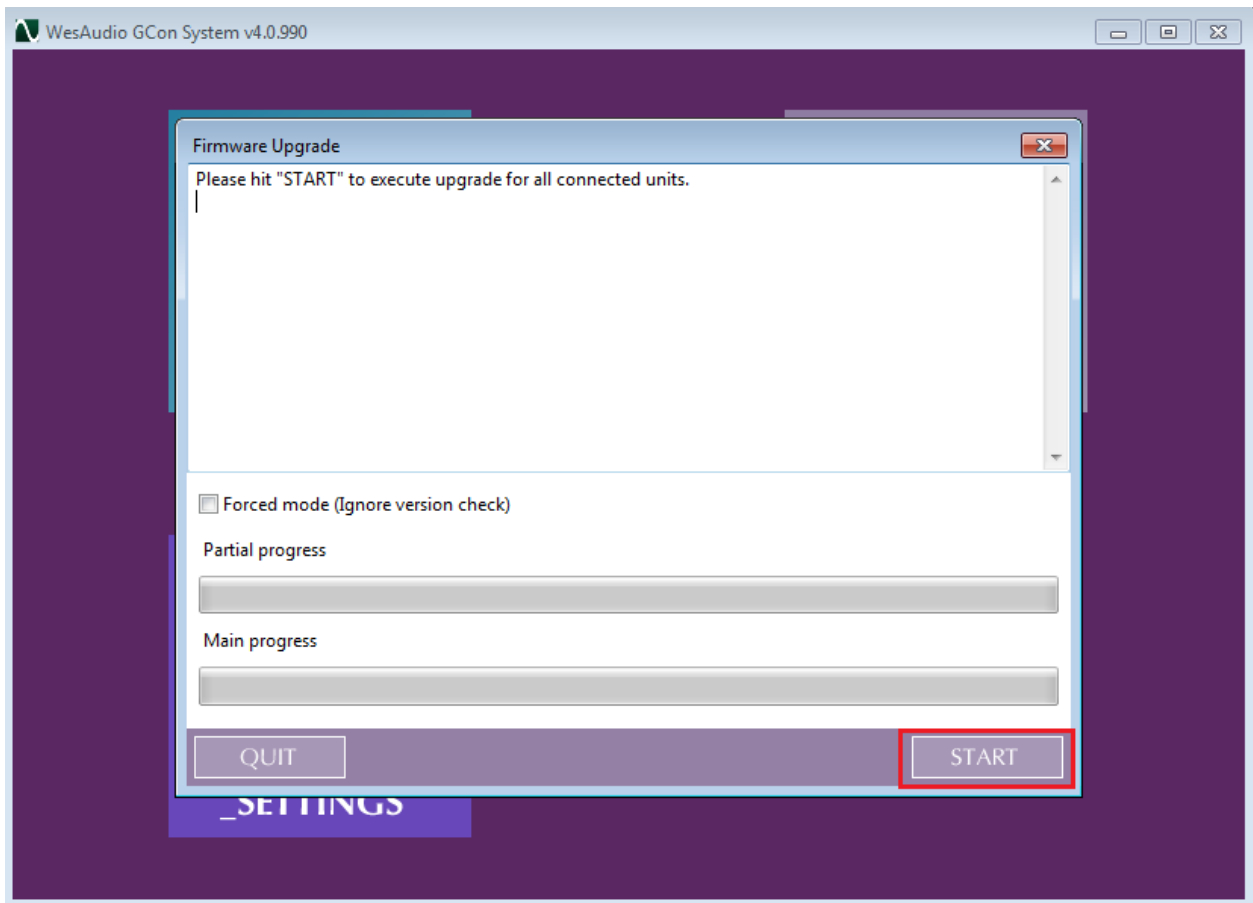 WesAudio GCon System v4.0.990
Firmware Upgrade
Please hit "START" to execute upgrade for all connected units.
Forced mode (Ignore version check)
Partial progress
Main progress
QUIT
START
_SETTINGS